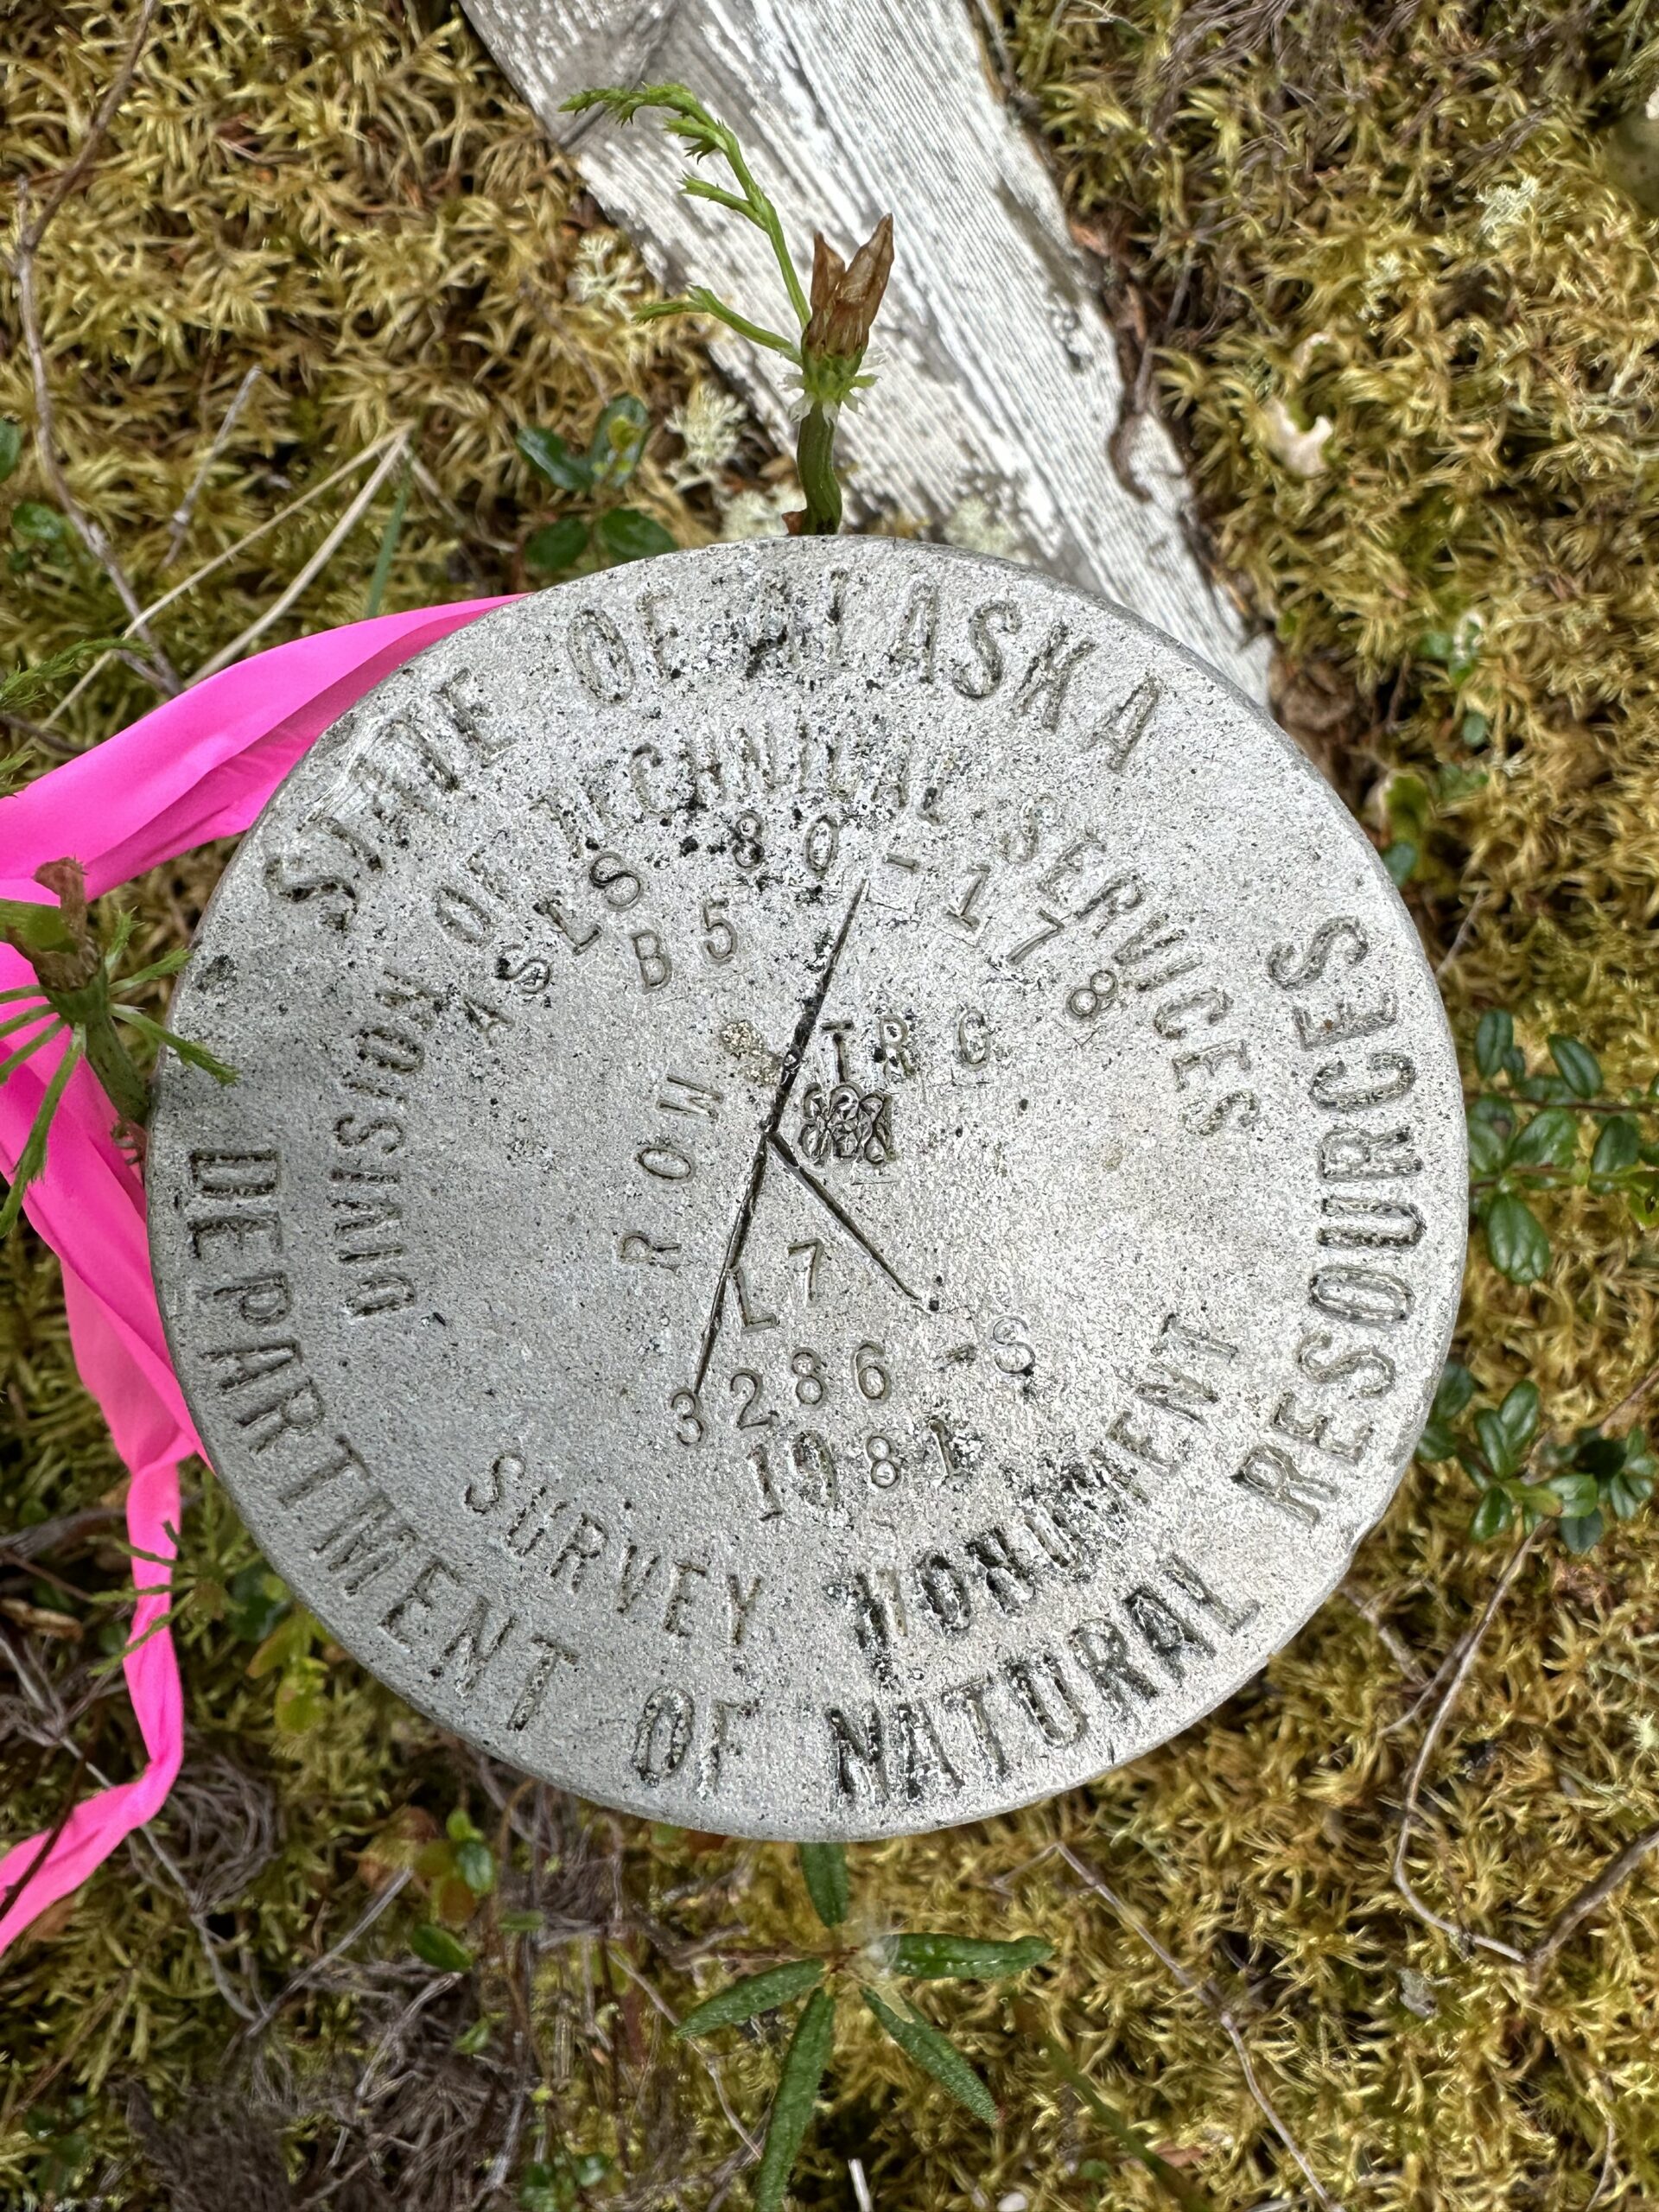 STATE OF ALASKA
DIVISION OF TECHNICAL SERVICES
ASLS 80-178
B5
TR G
ROW
L7
3286-S
1981
SURVEY MONUMENT
DEPARTMENT OF NATURAL RESOURCES